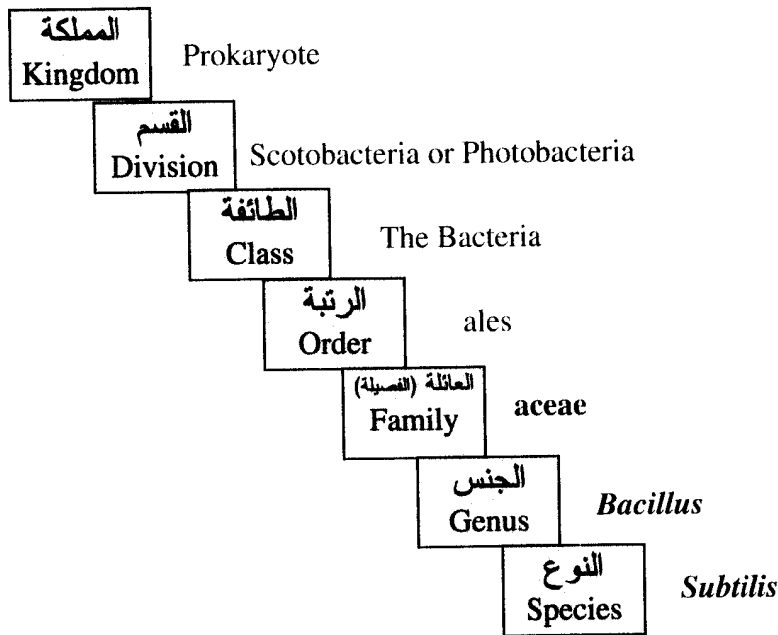 المملكة
Kingdom
Prokaryote
القسم
Division
Scotobacteria or Photobacteria
الطائفة
Class
The Bacteria
الرتبة
Order
ales
العائلة (الفصيلة)
Family
aceae
الجنس
Genus
Bacillus
النوع
Species
Subtilis